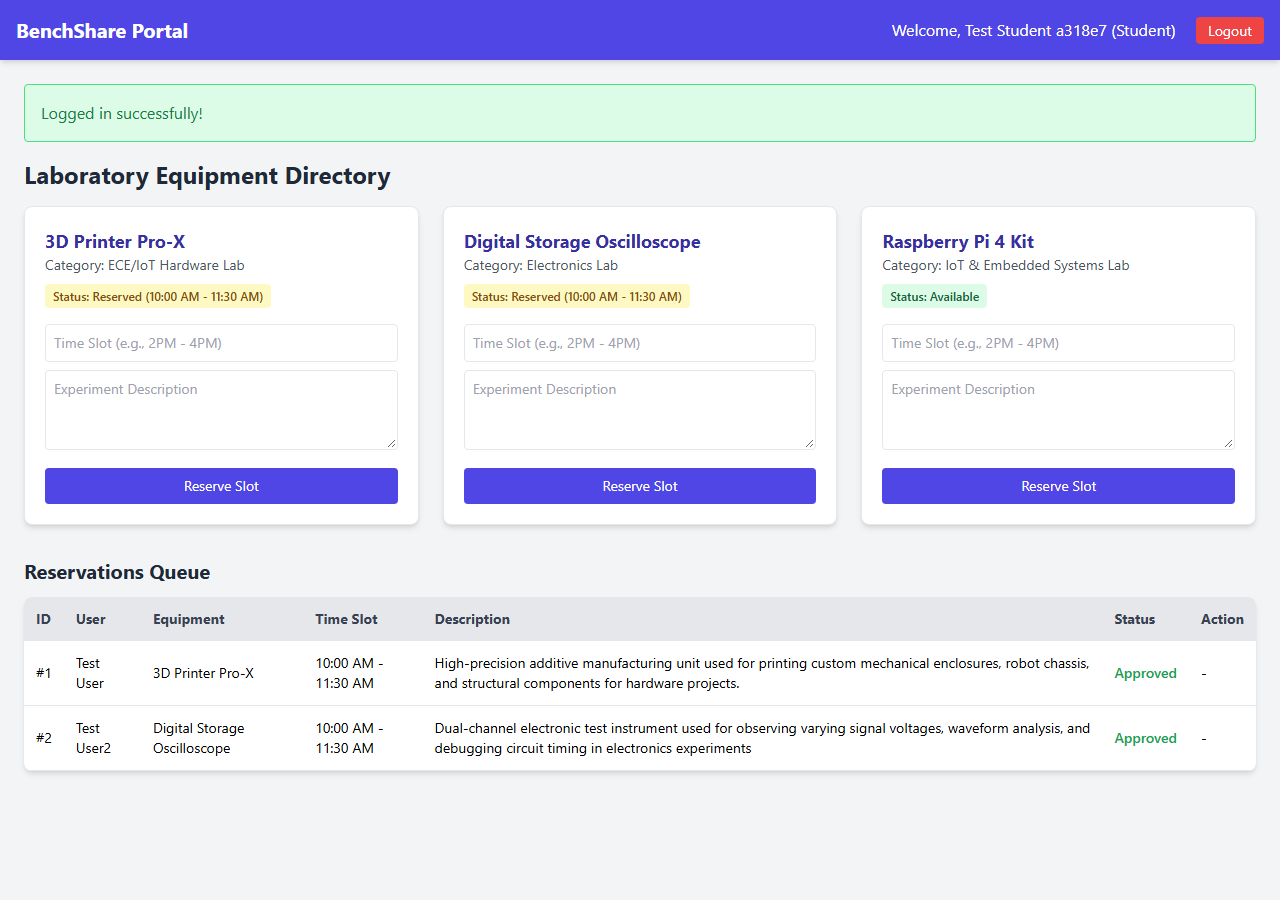 BenchShare Portal
Welcome, Test Student a318e7 (Student)
Logout
Logged in successfully!
Laboratory Equipment Directory
3D Printer Pro-X
Category: ECE/IoT Hardware Lab
Status: Reserved (10:00 AM - 11:30 AM)
Time Slot (e.g., 2PM - 4PM)
Experiment Description
Reserve Slot
Digital Storage Oscilloscope
Category: Electronics Lab
Status: Reserved (10:00 AM - 11:30 AM)
Time Slot (e.g., 2PM - 4PM)
Experiment Description
Reserve Slot
Raspberry Pi 4 Kit
Category: IoT & Embedded Systems Lab
Status: Available
Time Slot (e.g., 2PM - 4PM)
Experiment Description
Reserve Slot
Reservations Queue
ID User Equipment Time Slot Description Status Action
#1 Test User 3D Printer Pro-X 10:00 AM - 11:30 AM High-precision additive manufacturing unit used for printing custom mechanical enclosures, robot chassis, and structural components for hardware projects. Approved -
#2 Test User2 Digital Storage Oscilloscope 10:00 AM - 11:30 AM Dual-channel electronic test instrument used for observing varying signal voltages, waveform analysis, and debugging circuit timing in electronics experiments Approved -